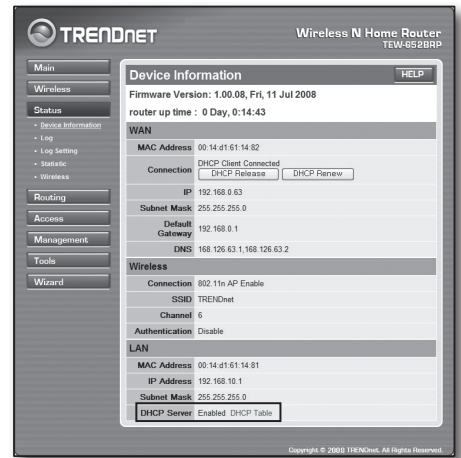 TRENDNET
Wireless N Home Router
TEW-652BRP
Main
Wireless
Status
• Device Information
• Log
• Log Setting
• Statistic
• Wireless
Routing
Access
Management
Tools
Wizard
Device Information
HELP
Firmware Version: 1.00.08, Fri, 11 Jul 2008
router up time : 0 Day, 0:14:43
WAN
MAC Address 00:14:d1:61:14:82
Connection DHCP Client Connected
DHCP Release DHCP Renew
IP 192.168.0.63
Subnet Mask 255.255.255.0
Default Gateway 192.168.0.1
DNS 168.126.63.1,168.126.63.2
Wireless
Connection 802.11n AP Enable
SSID TRENDnet
Channel 6
Authentication Disable
LAN
MAC Address 00:14:d1:61:14:81
IP Address 192.168.10.1
Subnet Mask 255.255.255.0
DHCP Server Enabled DHCP Table
Copyright © 2008 TRENDnet. All Rights Reserved.